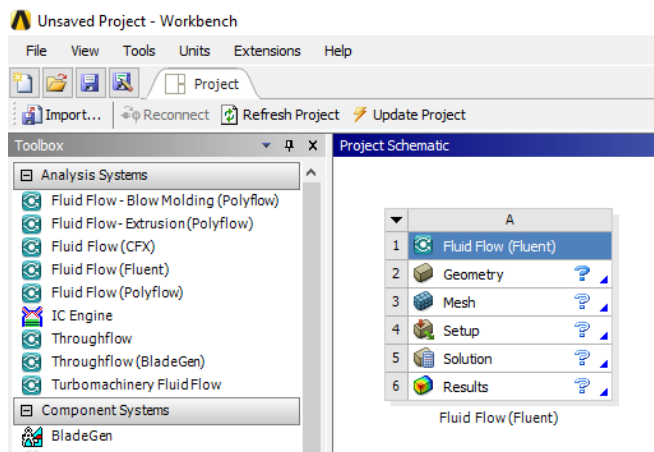 Unsaved Project - Workbench
File View Tools Units Extensions Help
Project
Import... Reconnect Refresh Project Update Project
Toolbox
Analysis Systems
Fluid Flow - Blow Molding (Polyflow)
Fluid Flow - Extrusion (Polyflow)
Fluid Flow (CFX)
Fluid Flow (Fluent)
Fluid Flow (Polyflow)
IC Engine
Throughflow
Throughflow (BladeGen)
Turbomachinery Fluid Flow
Component Systems
BladeGen
Project Schematic
A
1 Fluid Flow (Fluent)
2 Geometry ?
3 Mesh ?
4 Setup ?
5 Solution ?
6 Results ?
Fluid Flow (Fluent)